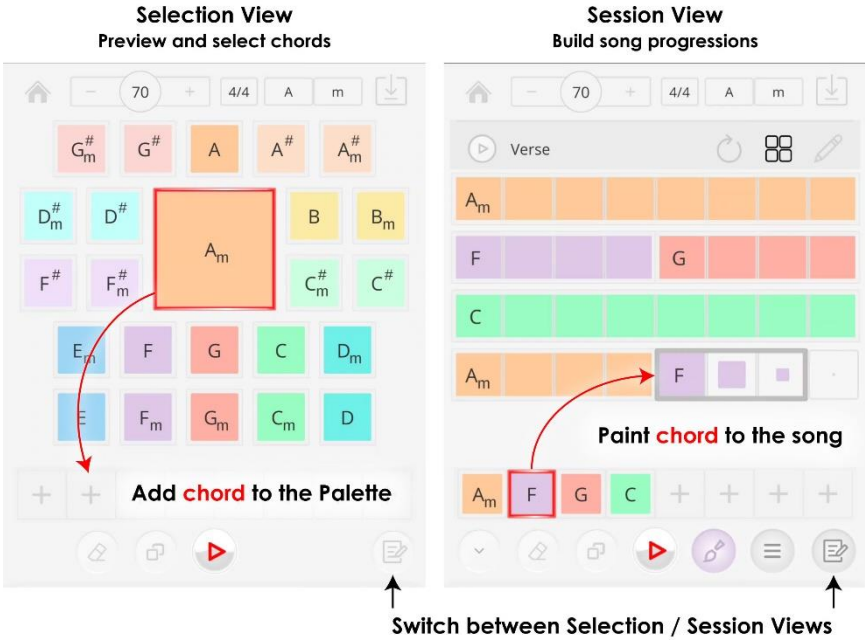 Selection View
Preview and select chords
70 4/4 A m
G#m G# A A# A#m
D#m D# B Bm
Am
F# F#m C#m C#
Em F G C Dm
E Fm Gm Cm D
Add chord to the Palette
Session View
Build song progressions
70 4/4 A m
Verse
Am
F G
C
Am F
Paint chord to the song
Am F G C
Switch between Selection / Session Views